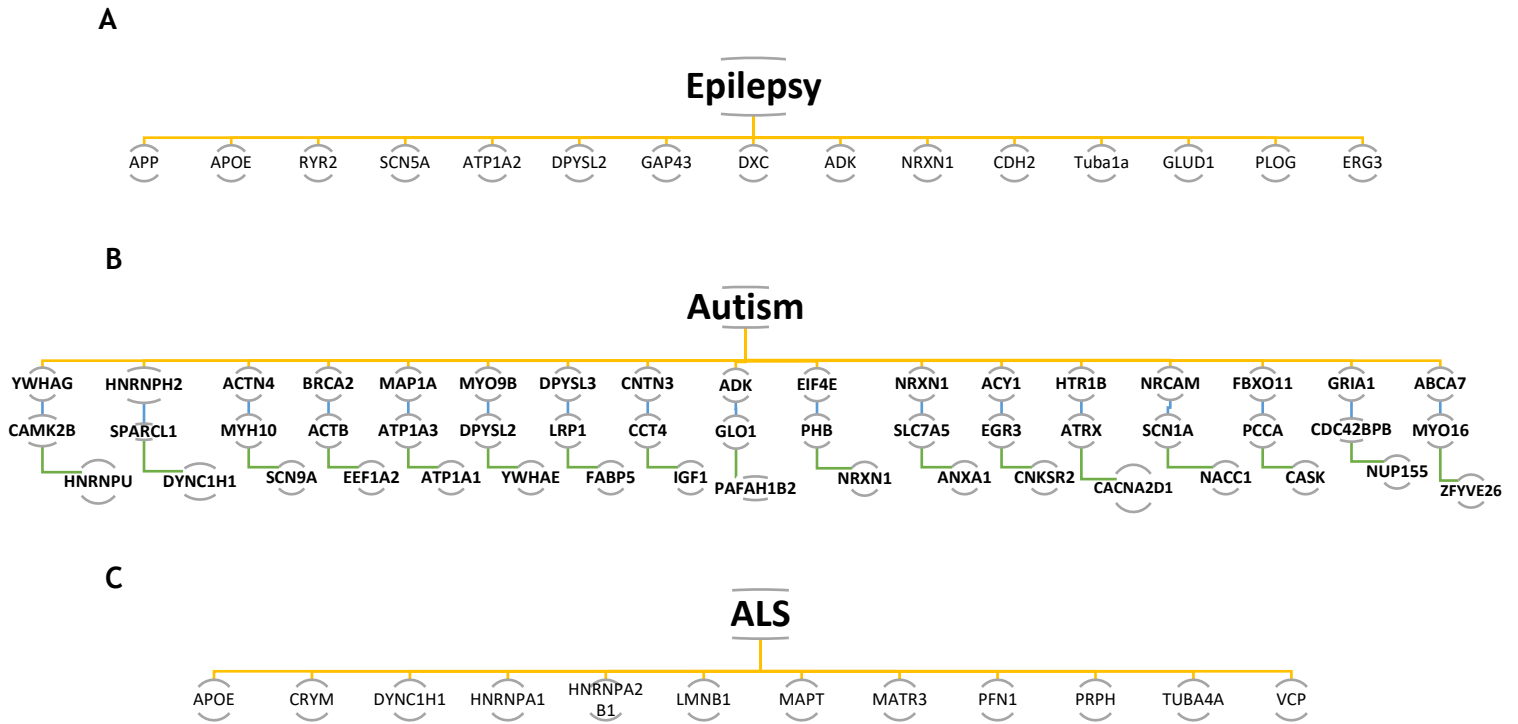 A
Epilepsy
APP APOE RYR2 SCN5A ATP1A2 DPYSL2 GAP43 DXC ADK NRXN1 CDH2 Tuba1a GLUD1 PLOG ERG3
B
Autism
YWHAG HNRNPH2 ACTN4 BRCA2 MAP1A MYO9B DPYSL3 CNTN3 ADK EIF4E NRXN1 ACY1 HTR1B NRCAM FBXO11 GRIA1 ABCA7
CAMK2B SPARCL1 MYH10 ACTB ATP1A3 DPYSL2 LRP1 CCT4 GLO1 PHB SLC7A5 EGR3 ATRX SCN1A PCCA CDC42BPB MYO16
HNRNPU DYNC1H1 SCN9A EEF1A2 ATP1A1 YWHAE FABP5 IGF1 PAFAH1B2 NRXN1 ANXA1 CNKSR2 CACNA2D1 NACC1 CASK NUP155 ZFYVE26
C
ALS
APOE CRYM DYNC1H1 HNRNPA1 HNRNPA2 LMNB1 MAPT MATR3 PFN1 PRPH TUBA4A VCP
B1